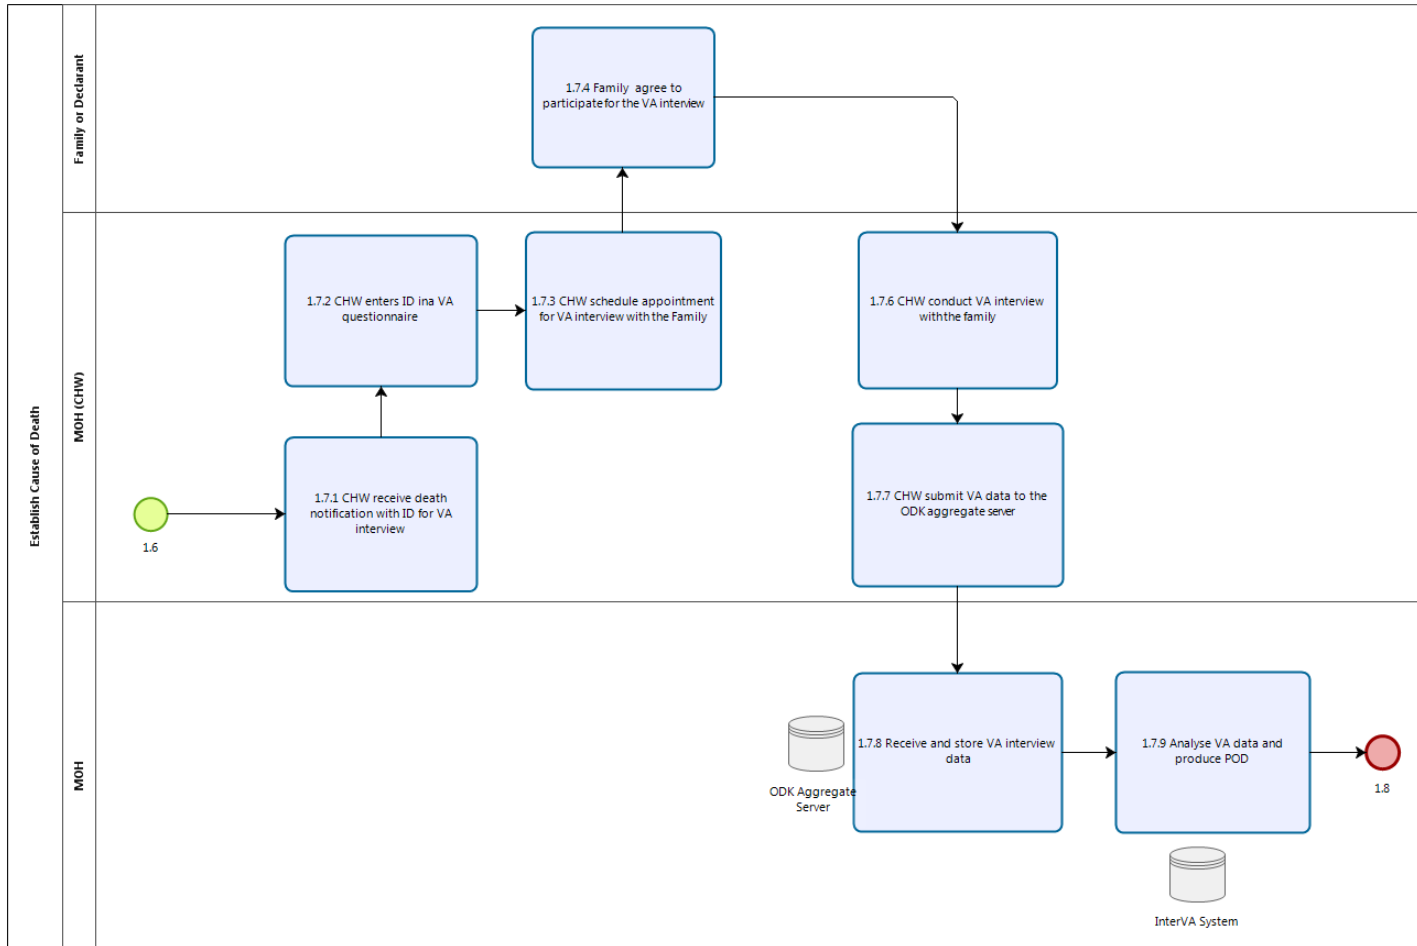 Establish Cause of Death
Family or Declarant
1.7.4 Family agree to
participate for the VA interview
MOH (CHW)
1.7.2 CHW enters ID ina VA
questionnaire
1.7.3 CHW schedule appointment
for VA interview with the Family
1.7.6 CHW conduct VA interview
withthe family
1.7.1 CHW receive death
notification with ID for VA
interview
1.6
1.7.7 CHW submit VA data to the
ODK aggregate server
MOH
ODK Aggregate
Server
1.7.8 Receive and store VA interview
data
1.7.9 Analyse VA data and
produce POD
1.8
InterVA System